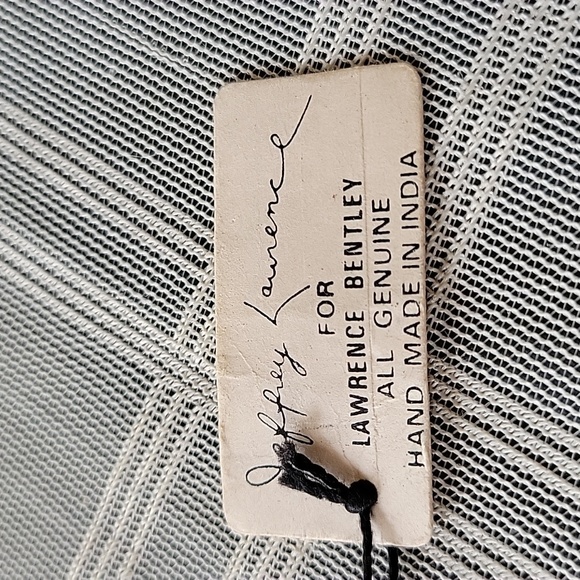 Jeffrey Lawrence
FOR
LAWRENCE BENTLEY
ALL GENUINE
HAND MADE IN INDIA